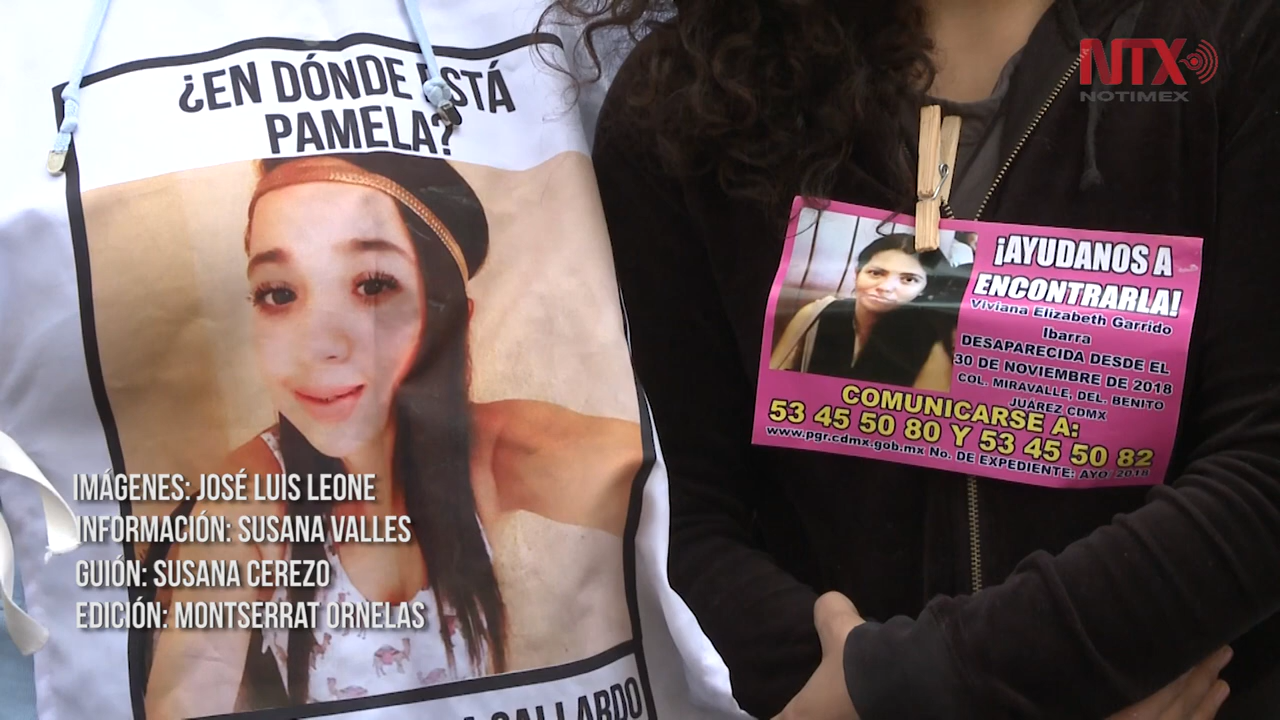 ¿EN DÓNDE ESTÁ
PAMELA?
GALLARDO
NTX
NOTIMEX
¡AYUDANOS A
ENCONTRARLA!
Viviana Elizabeth Garrido
Ibarra
DESAPARECIDA DESDE EL
30 DE NOVIEMBRE DE 2018
COL. MIRAVALLE, DEL. BENITO
JUÁREZ CDMX
COMUNICARSE A:
53 45 50 80 Y 53 45 50 82
www.pgr.cdmx.gob.mx No. DE EXPEDIENTE: AYO 2018
IMÁGENES: JOSÉ LUIS LEONE
INFORMACIÓN: SUSANA VALLES
GUIÓN: SUSANA CEREZO
EDICIÓN: MONTSERRAT ORNELAS